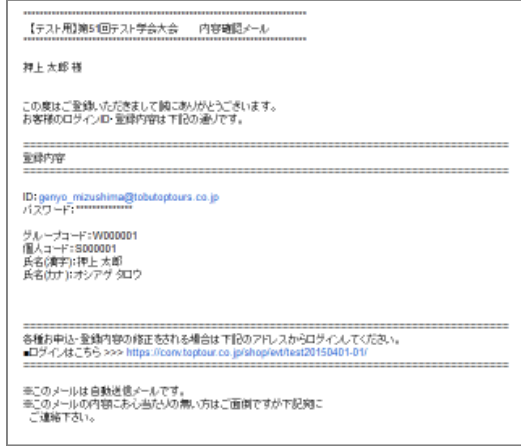 ********************************************************************
【テスト用】第51回テスト学会大会　　内容確認メール
********************************************************************
押上 太郎 様
この度はご登録いただきまして誠にありがとうございます。
お客様のログインID・登録内容は下記の通りです。
====================================================================
登録内容
====================================================================
ID: genyo_mizushima@tobutoptours.co.jp
パスワード: **************
グループコード: W000001
個人コード: S000001
氏名(漢字): 押上 太郎
氏名(カナ): オシアゲ タロウ
====================================================================
各種お申込・登録内容の修正をされる場合は下記のアドレスからログインしてください。
■ログインはこちら >>> https://conv.toptour.co.jp/shop/evt/test20150401-01/
====================================================================
※このメールは自動送信メールです。
※このメールの内容にお心当たりの無い方はご面倒ですが下記宛に
ご連絡下さい。